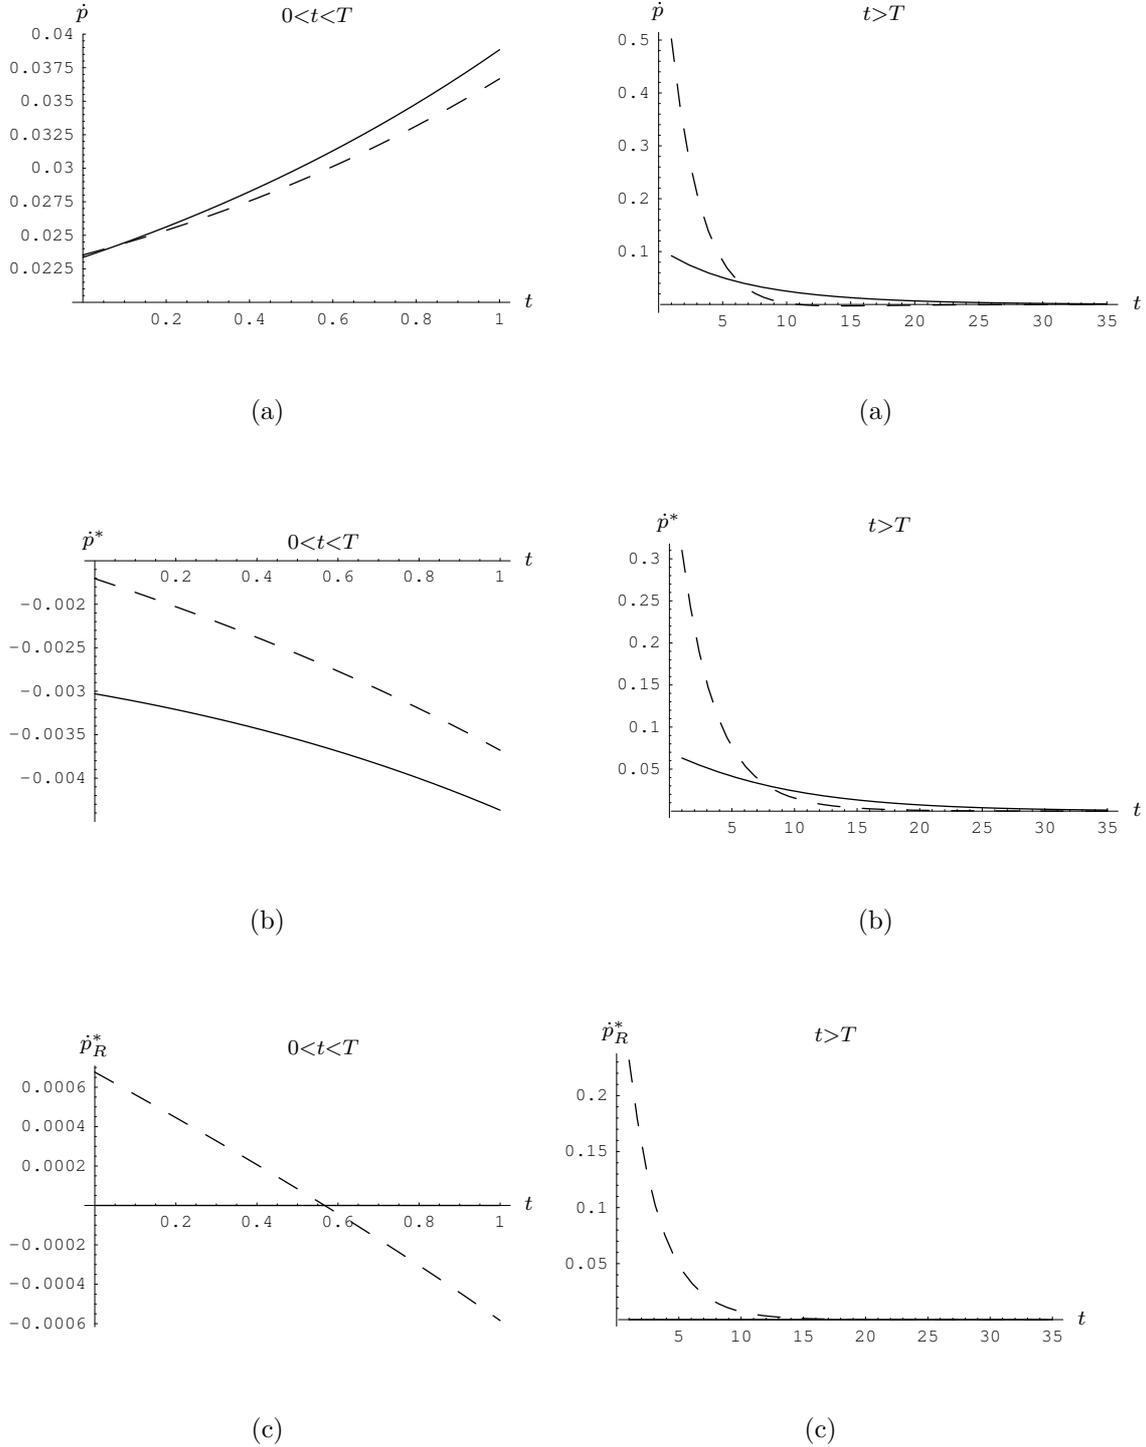 ṗ 0<t<T
0.04
0.0375
0.035
0.0325
0.03
0.0275
0.025
0.0225
t
0.2 0.4 0.6 0.8 1
(a)
ṗ t>T
0.5
0.4
0.3
0.2
0.1
t
5 10 15 20 25 30 35
(a)
ṗ* 0<t<T
t
0.2 0.4 0.6 0.8 1
−0.002
−0.0025
−0.003
−0.0035
−0.004
(b)
ṗ* t>T
0.3
0.25
0.2
0.15
0.1
0.05
t
5 10 15 20 25 30 35
(b)
ṗ*_R 0<t<T
0.0006
0.0004
0.0002
t
0.2 0.4 0.6 0.8 1
−0.0002
−0.0004
−0.0006
(c)
ṗ*_R t>T
0.2
0.15
0.1
0.05
t
5 10 15 20 25 30 35
(c)